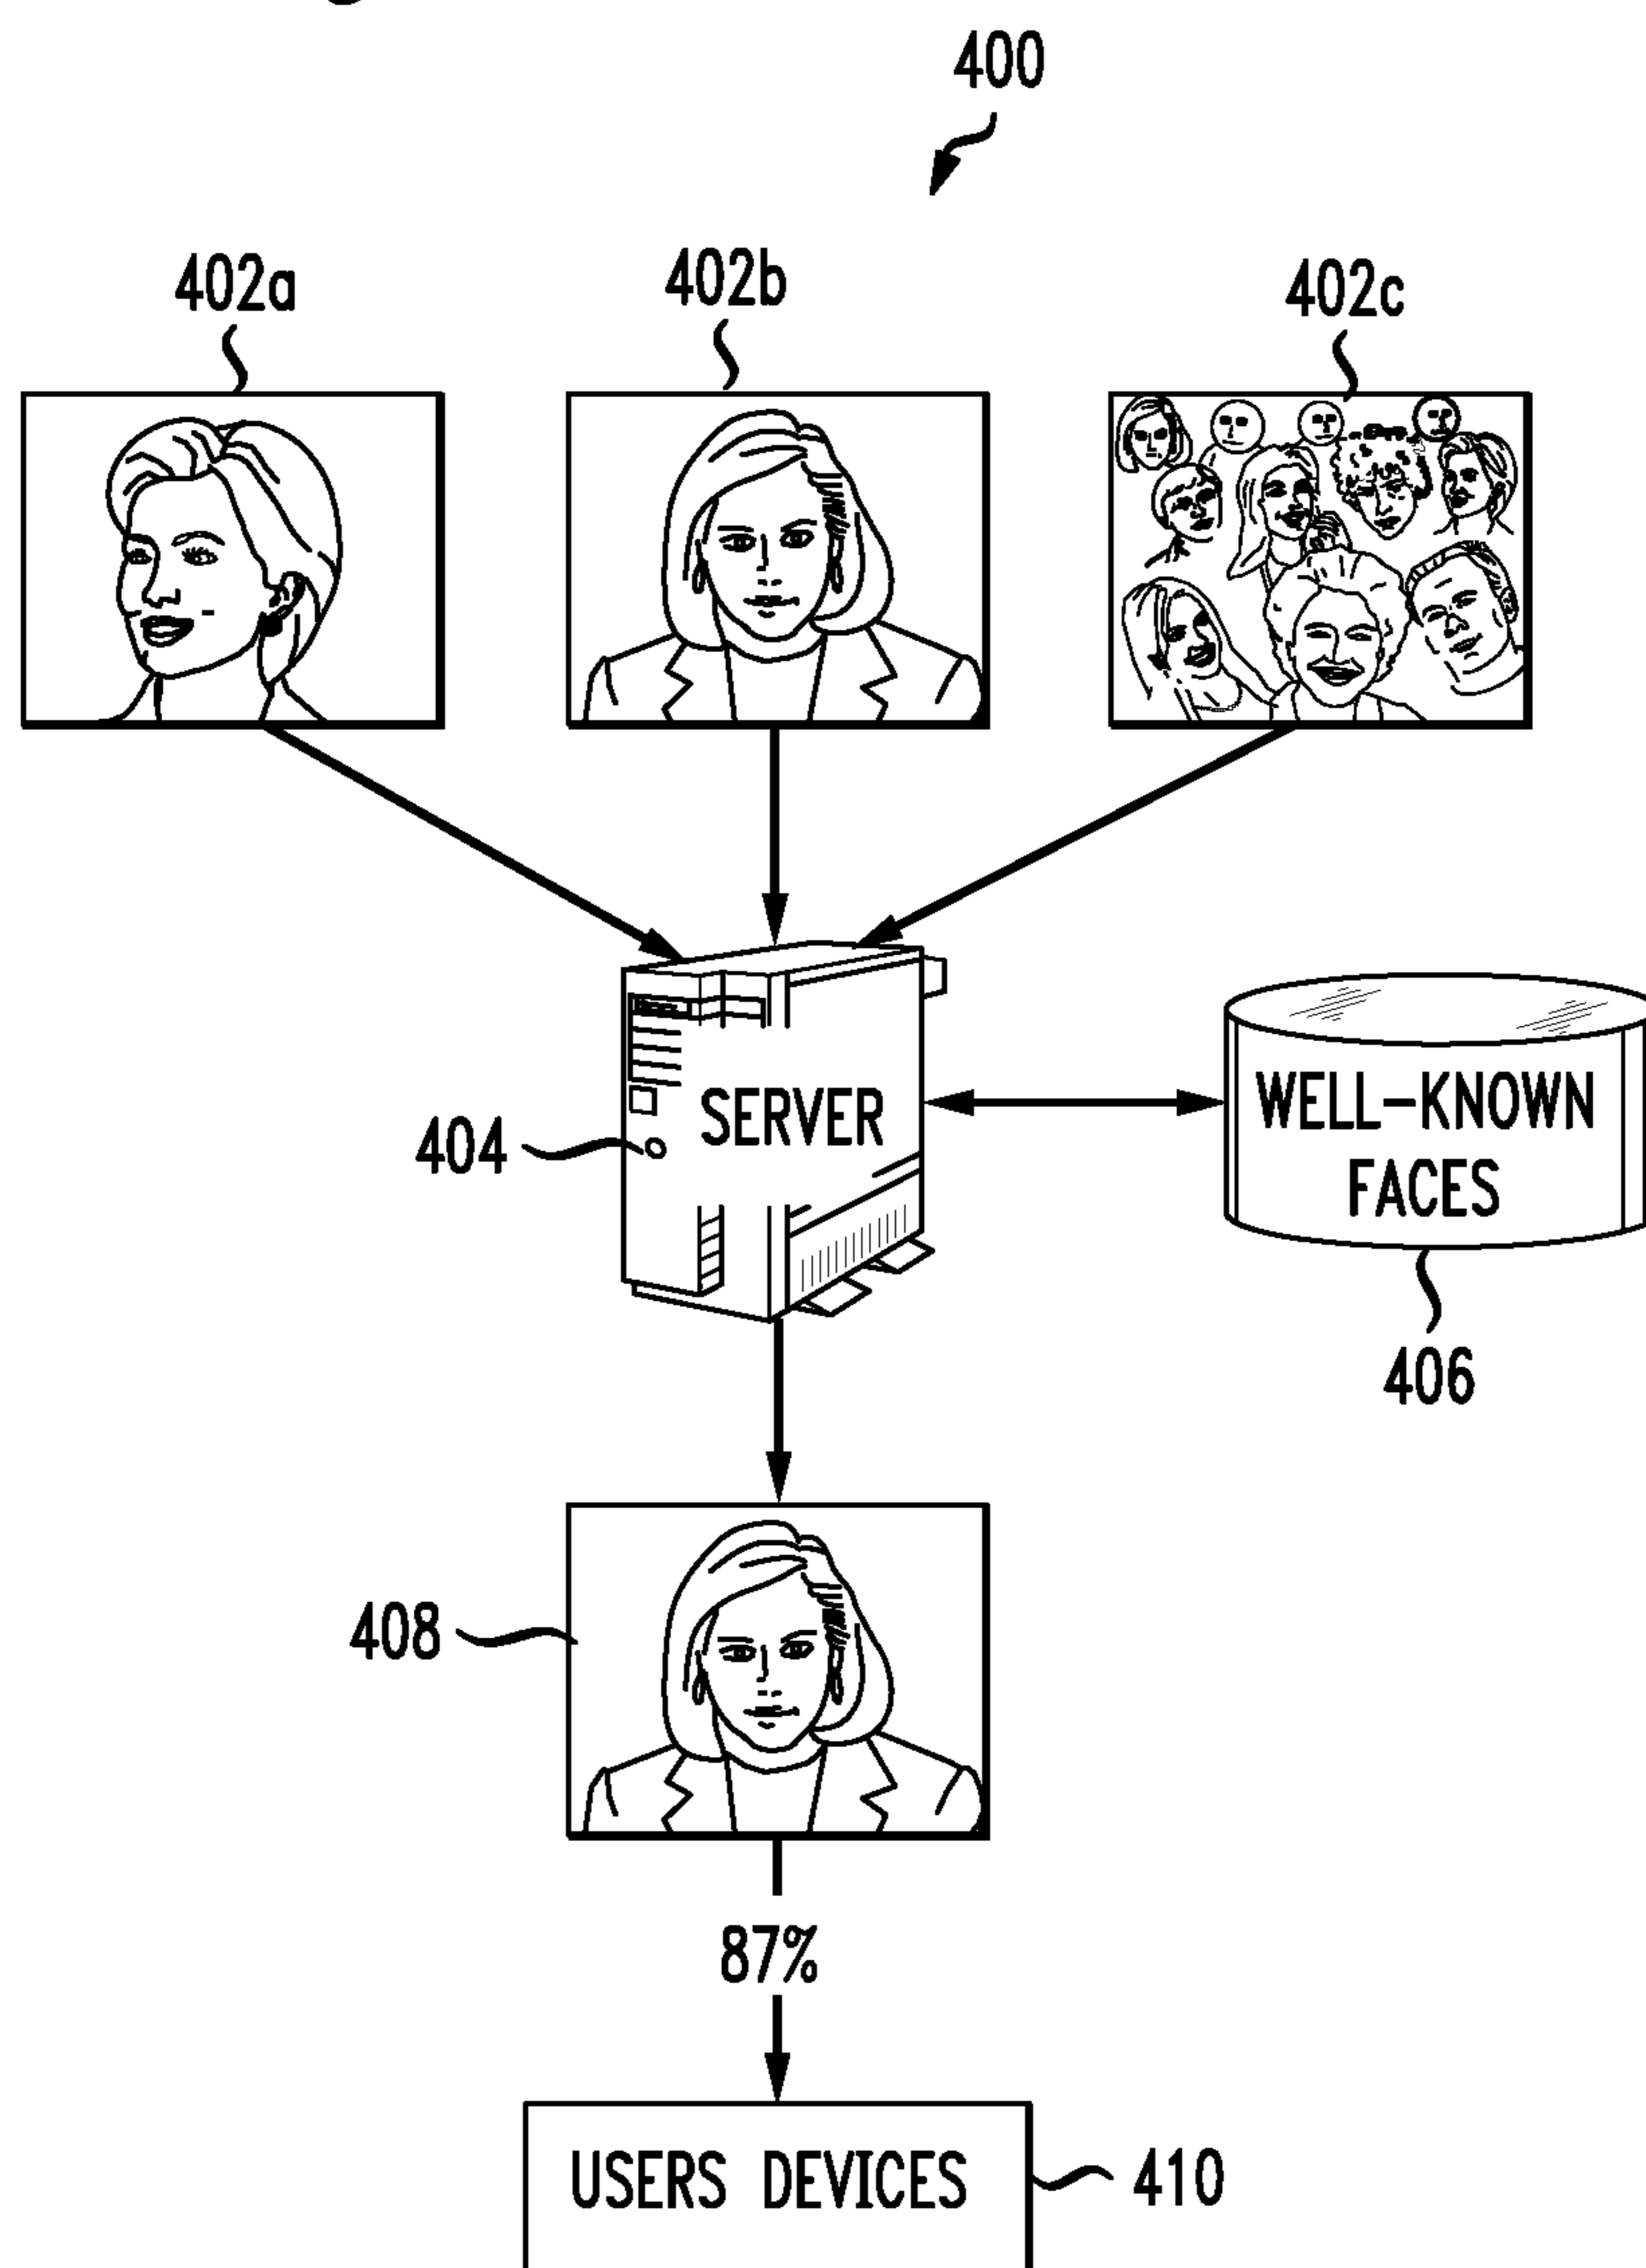 400
402a
402b
402c
SERVER
404
WELL-KNOWN
FACES
406
408
87%
USERS DEVICES
410